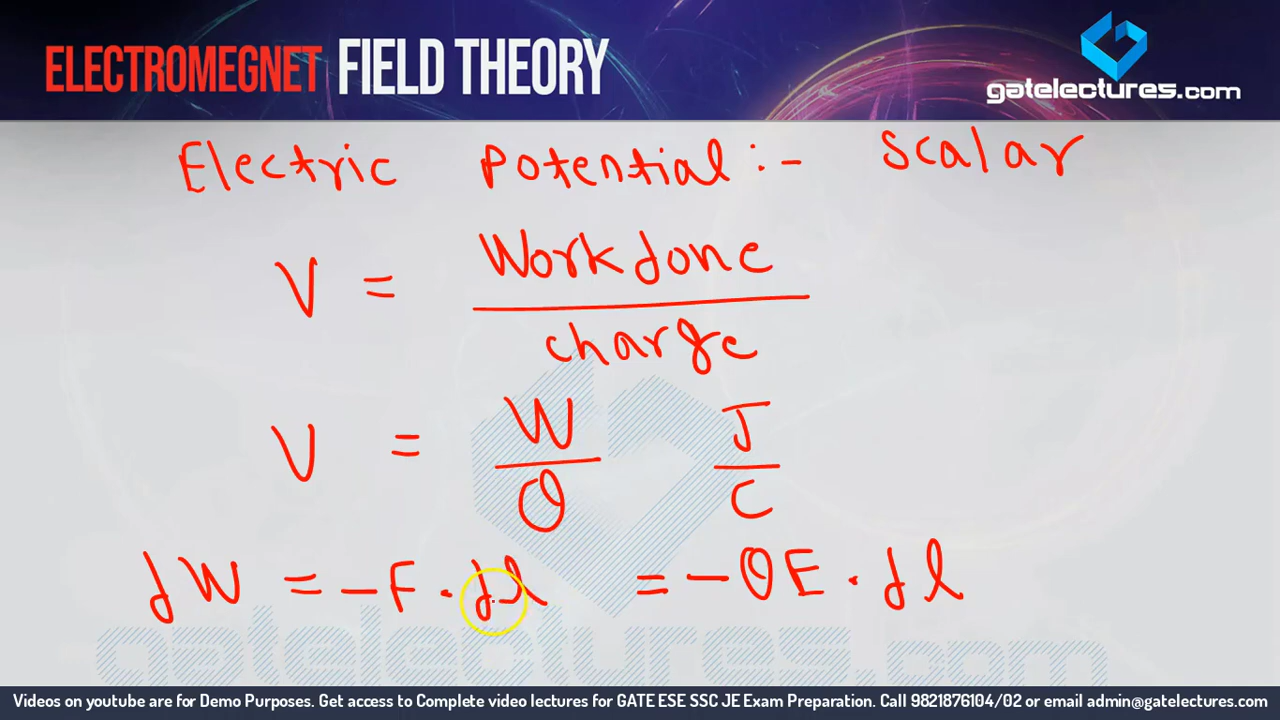 ELECTROMEGNET FIELD THEORY
gatelectures.com
Electric Potential :- Scalar
V = Workdone
charge
V = W J
Q C
dW = -F . dl = -QE . dl
gatelectures.com
Videos on youtube are for Demo Purposes. Get access to Complete video lectures for GATE ESE SSC JE Exam Preparation. Call 9821876104/02 or email admin@gatelectures.com